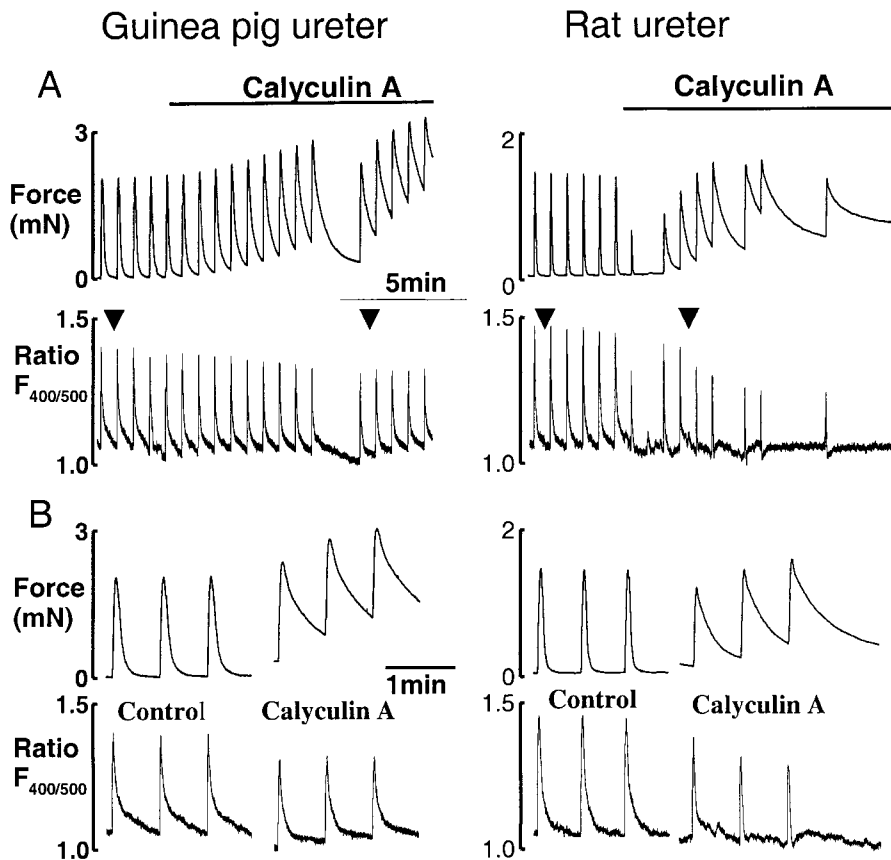 Guinea pig ureter
Rat ureter
A
Calyculin A
Calyculin A
3
Force
(mN)
0
2
1
0
5min
1.5
Ratio
F400/500
1.0
1.5
1.0
B
3
Force
(mN)
0
2
1
0
1min
1.5
Control
Calyculin A
Ratio
F400/500
1.0
1.5
Control
Calyculin A
1.0